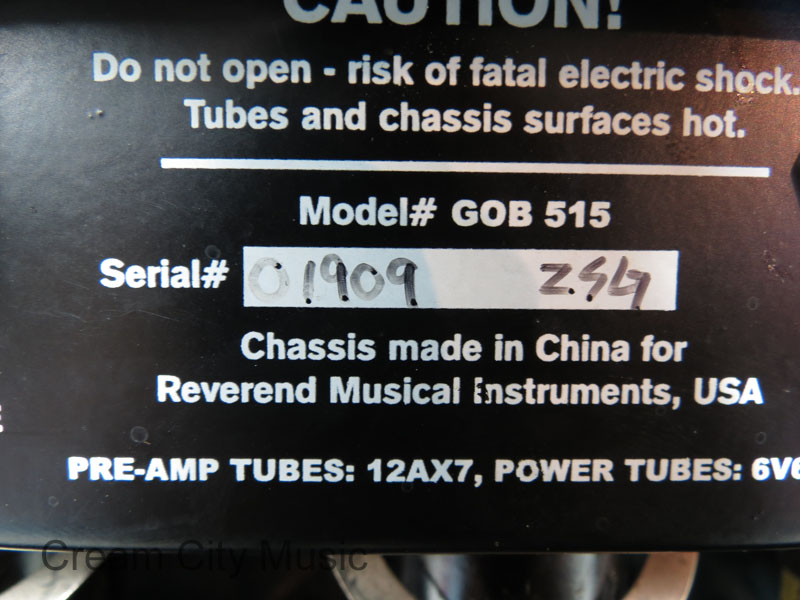 CAUTION!
Do not open - risk of fatal electric shock.
Tubes and chassis surfaces hot.
Model# GOB 515
Serial# 01909
Chassis made in China for
Reverend Musical Instruments, USA
PRE-AMP TUBES: 12AX7, POWER TUBES: 6V6
Cream City Music